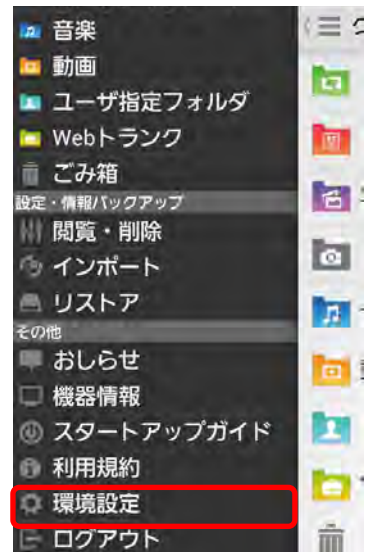 音楽
動画
ユーザ指定フォルダ
Webトランク
ごみ箱
設定・情報バックアップ
閲覧・削除
インポート
リストア
その他
おしらせ
機器情報
スタートアップガイド
利用規約
環境設定
ログアウト